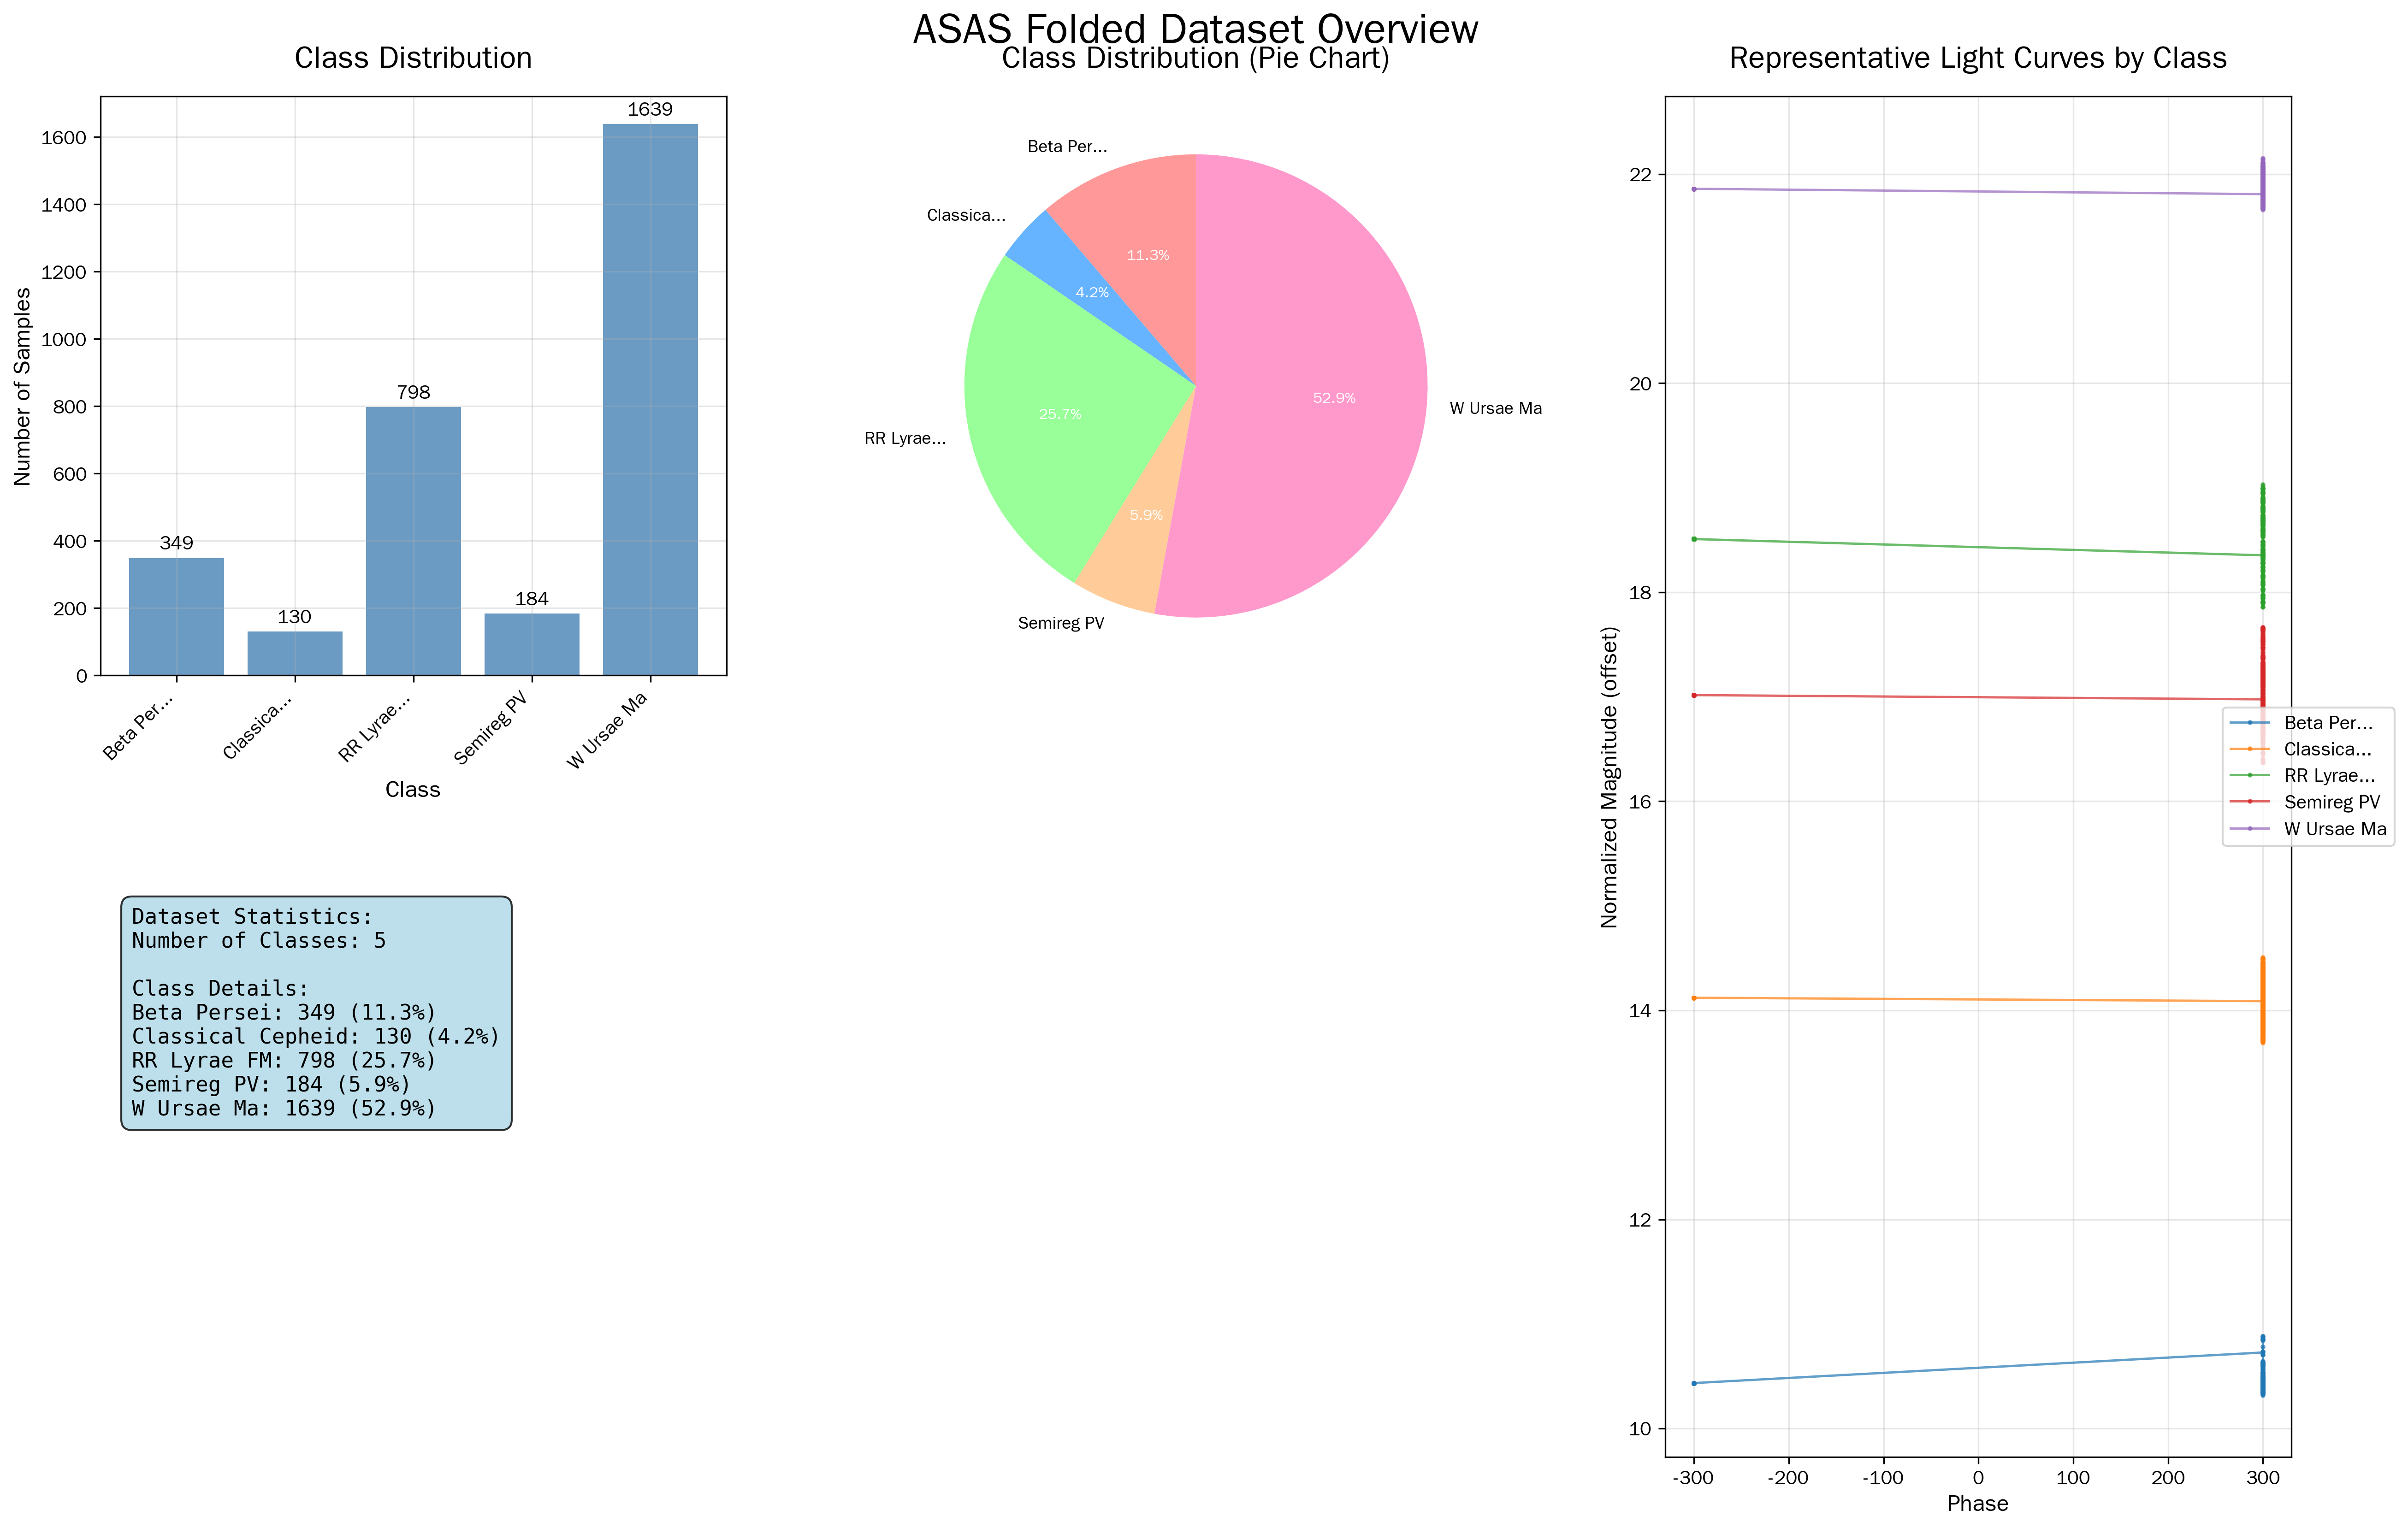 ASAS Folded Dataset Overview
Class Distribution
Number of Samples
1600
1400
1200
1000
800
600
400
200
0
349
130
798
184
1639
Beta Per...
Classica...
RR Lyrae...
Semireg PV
W Ursae Ma
Class
Class Distribution (Pie Chart)
Beta Per...
Classica...
RR Lyrae...
Semireg PV
W Ursae Ma
11.3%
4.2%
25.7%
5.9%
52.9%
Representative Light Curves by Class
Normalized Magnitude (offset)
22
20
18
16
14
12
10
-300
-200
-100
0
100
200
300
Phase
Beta Per...
Classica...
RR Lyrae...
Semireg PV
W Ursae Ma
Dataset Statistics:
Number of Classes: 5
Class Details:
Beta Persei: 349 (11.3%)
Classical Cepheid: 130 (4.2%)
RR Lyrae FM: 798 (25.7%)
Semireg PV: 184 (5.9%)
W Ursae Ma: 1639 (52.9%)